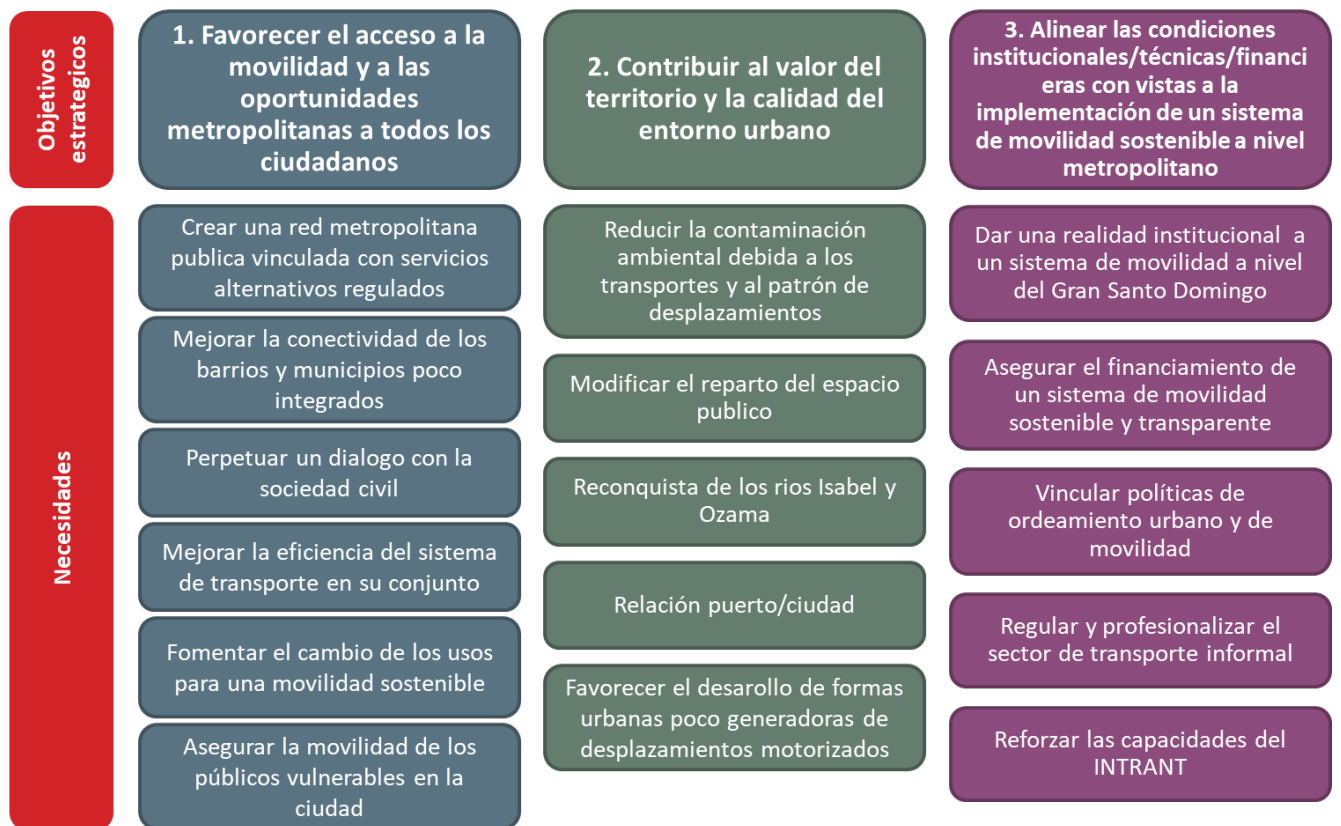 Objetivos
estrategicos
1. Favorecer el acceso a la
movilidad y a las
oportunidades
metropolitanas a todos los
ciudadanos
2. Contribuir al valor del
territorio y la calidad del
entorno urbano
3. Alinear las condiciones
institucionales/técnicas/financi
eras con vistas a la
implementación de un sistema
de movilidad sostenible a nivel
metropolitano
Necesidades
Crear una red metropolitana
publica vinculada con servicios
alternativos regulados
Mejorar la conectividad de los
barrios y municipios poco
integrados
Perpetuar un dialogo con la
sociedad civil
Mejorar la eficiencia del sistema
de transporte en su conjunto
Fomentar el cambio de los usos
para una movilidad sostenible
Asegurar la movilidad de los
públicos vulnerables en la
ciudad
Reducir la contaminación
ambiental debida a los
transportes y al patrón de
desplazamientos
Modificar el reparto del espacio
publico
Reconquista de los rios Isabel y
Ozama
Relación puerto/ciudad
Favorecer el desarollo de formas
urbanas poco generadoras de
desplazamientos motorizados
Dar una realidad institucional a
un sistema de movilidad a nivel
del Gran Santo Domingo
Asegurar el financiamiento de
un sistema de movilidad
sostenible y transparente
Vincular políticas de
ordeamiento urbano y de
movilidad
Regular y profesionalizar el
sector de transporte informal
Reforzar las capacidades del
INTRANT